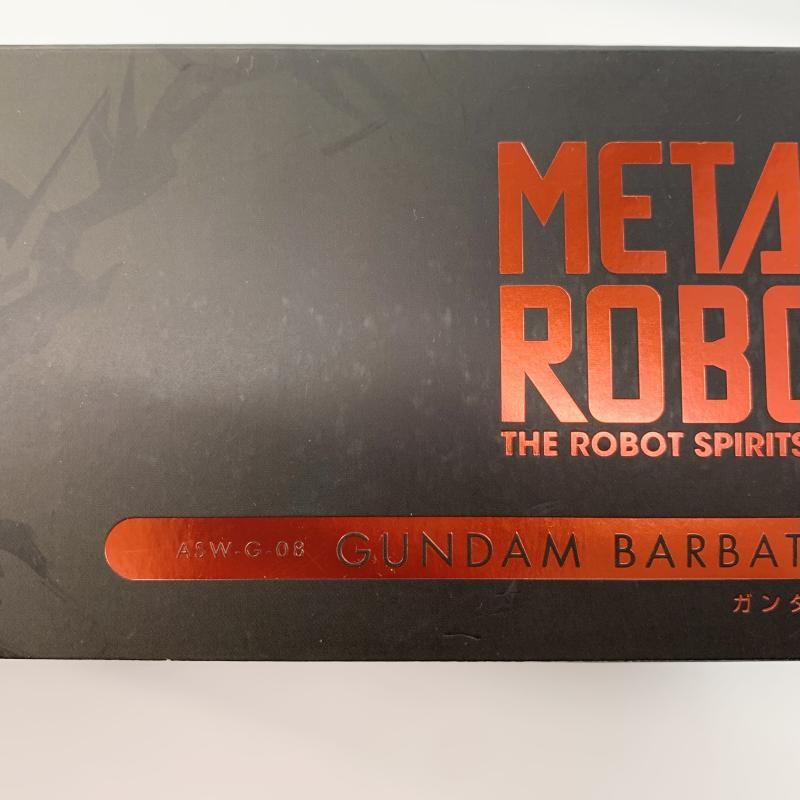 META
ROBO
THE ROBOT SPIRITS
ASW-G-08 GUNDAM BARBAT
ガンダ